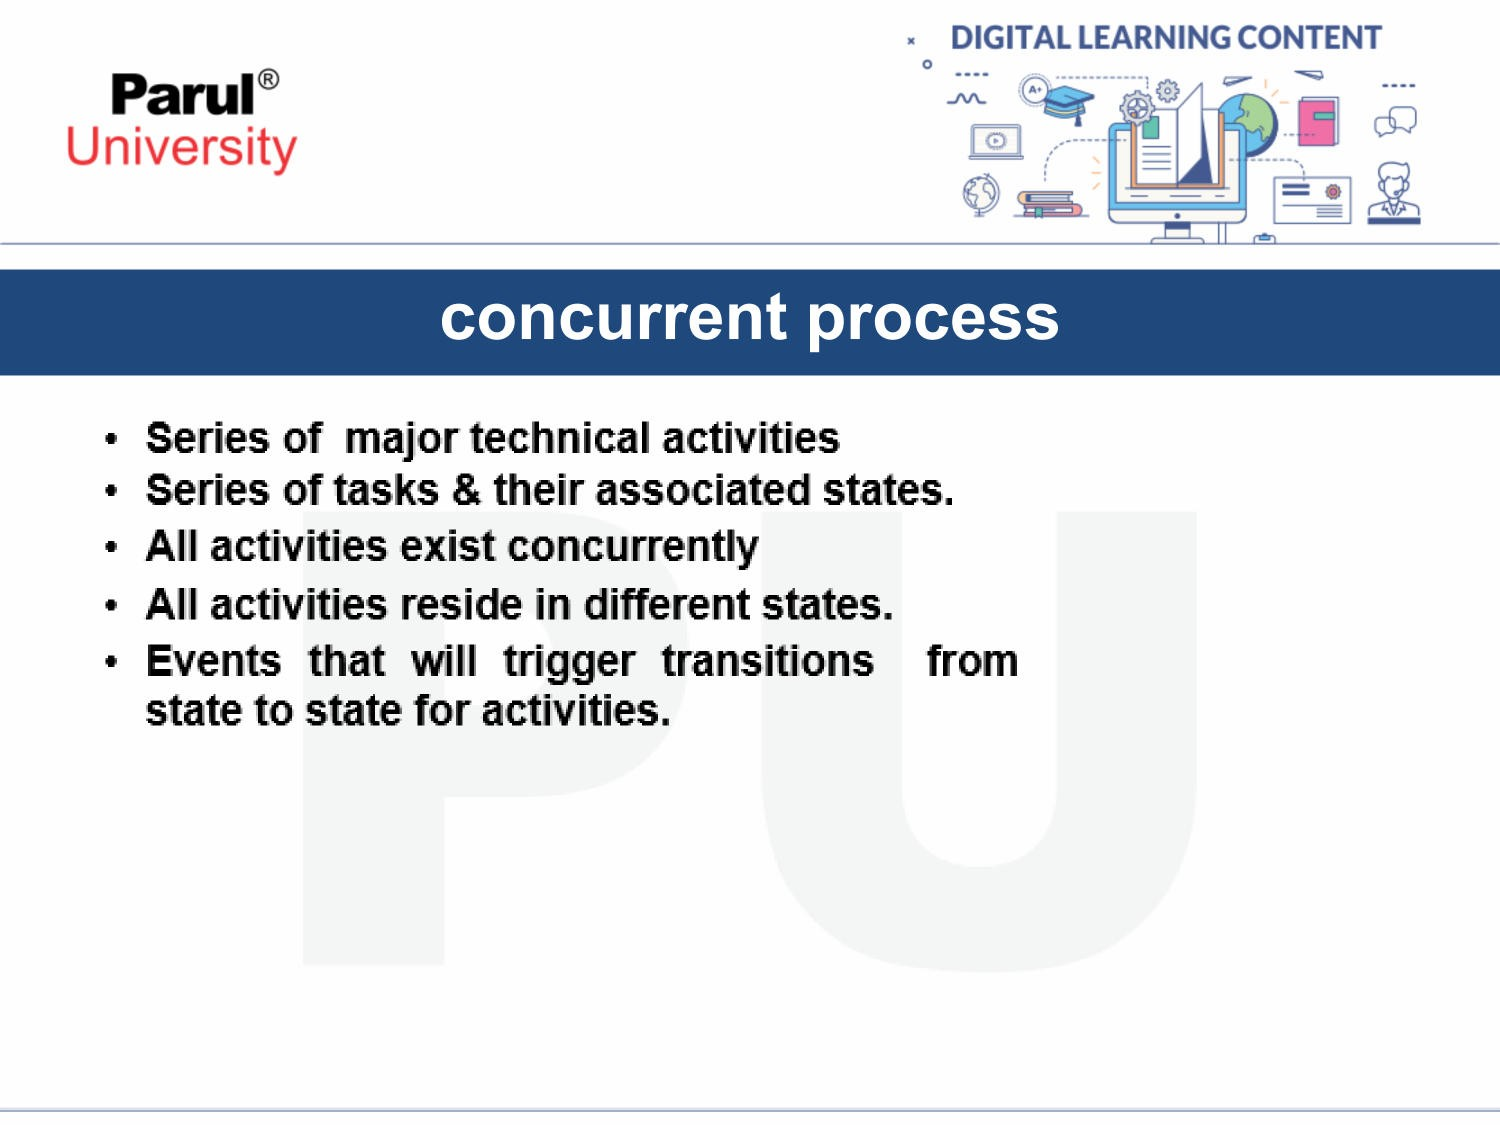 DIGITAL LEARNING CONTENT
Parul®
University
A+
concurrent process
• Series of major technical activities
• Series of tasks & their associated states.
• All activities exist concurrently
• All activities reside in different states.
• Events that will trigger transitions from
state to state for activities.
PU